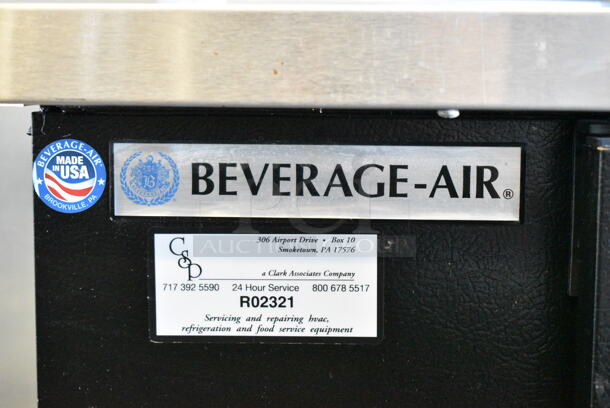 BEVERAGE-AIR
MADE IN USA
BROOKVILLE, PA
BEVERAGE-AIR®
CSP
306 Airport Drive • Box 10
Smoketown, PA 17576
a Clark Associates Company
717 392 5590 24 Hour Service 800 678 5517
R02321
Servicing and repairing hvac,
refrigeration and food service equipment